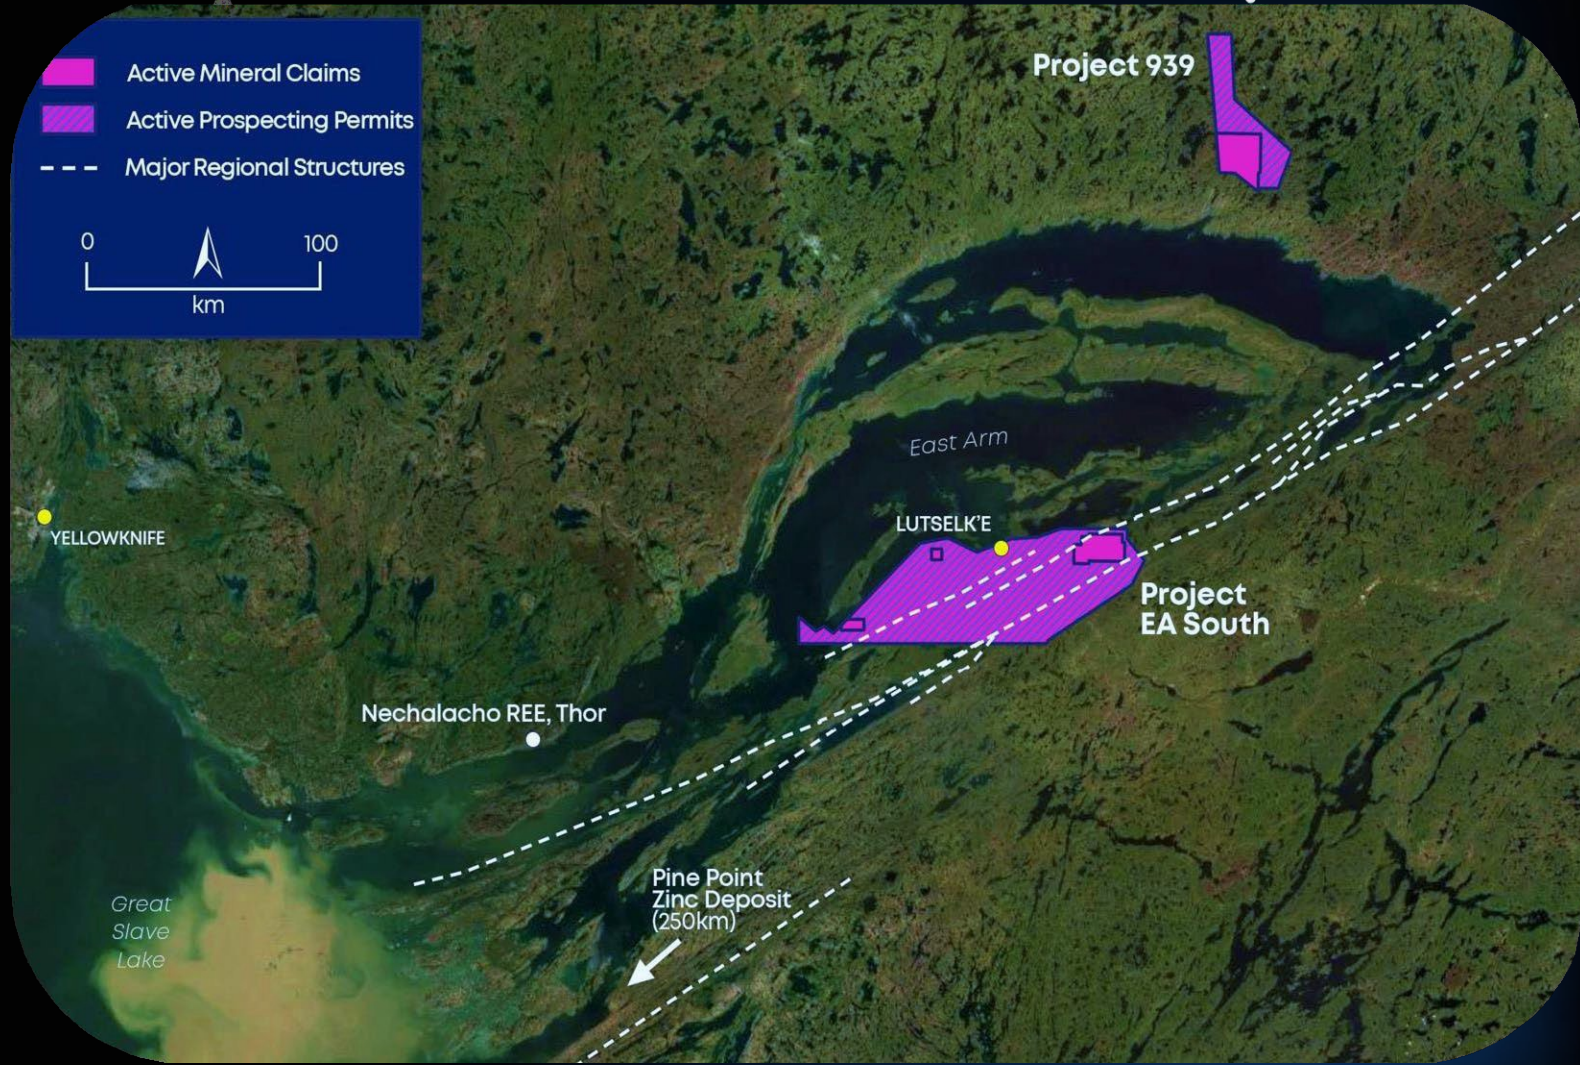 Active Mineral Claims
Active Prospecting Permits
Major Regional Structures
0
100
km
Project 939
East Arm
YELLOWKNIFE
LUTSELK'E
Project
EA South
Nechalacho REE, Thor
Pine Point
Zinc Deposit
(250km)
Great
Slave
Lake